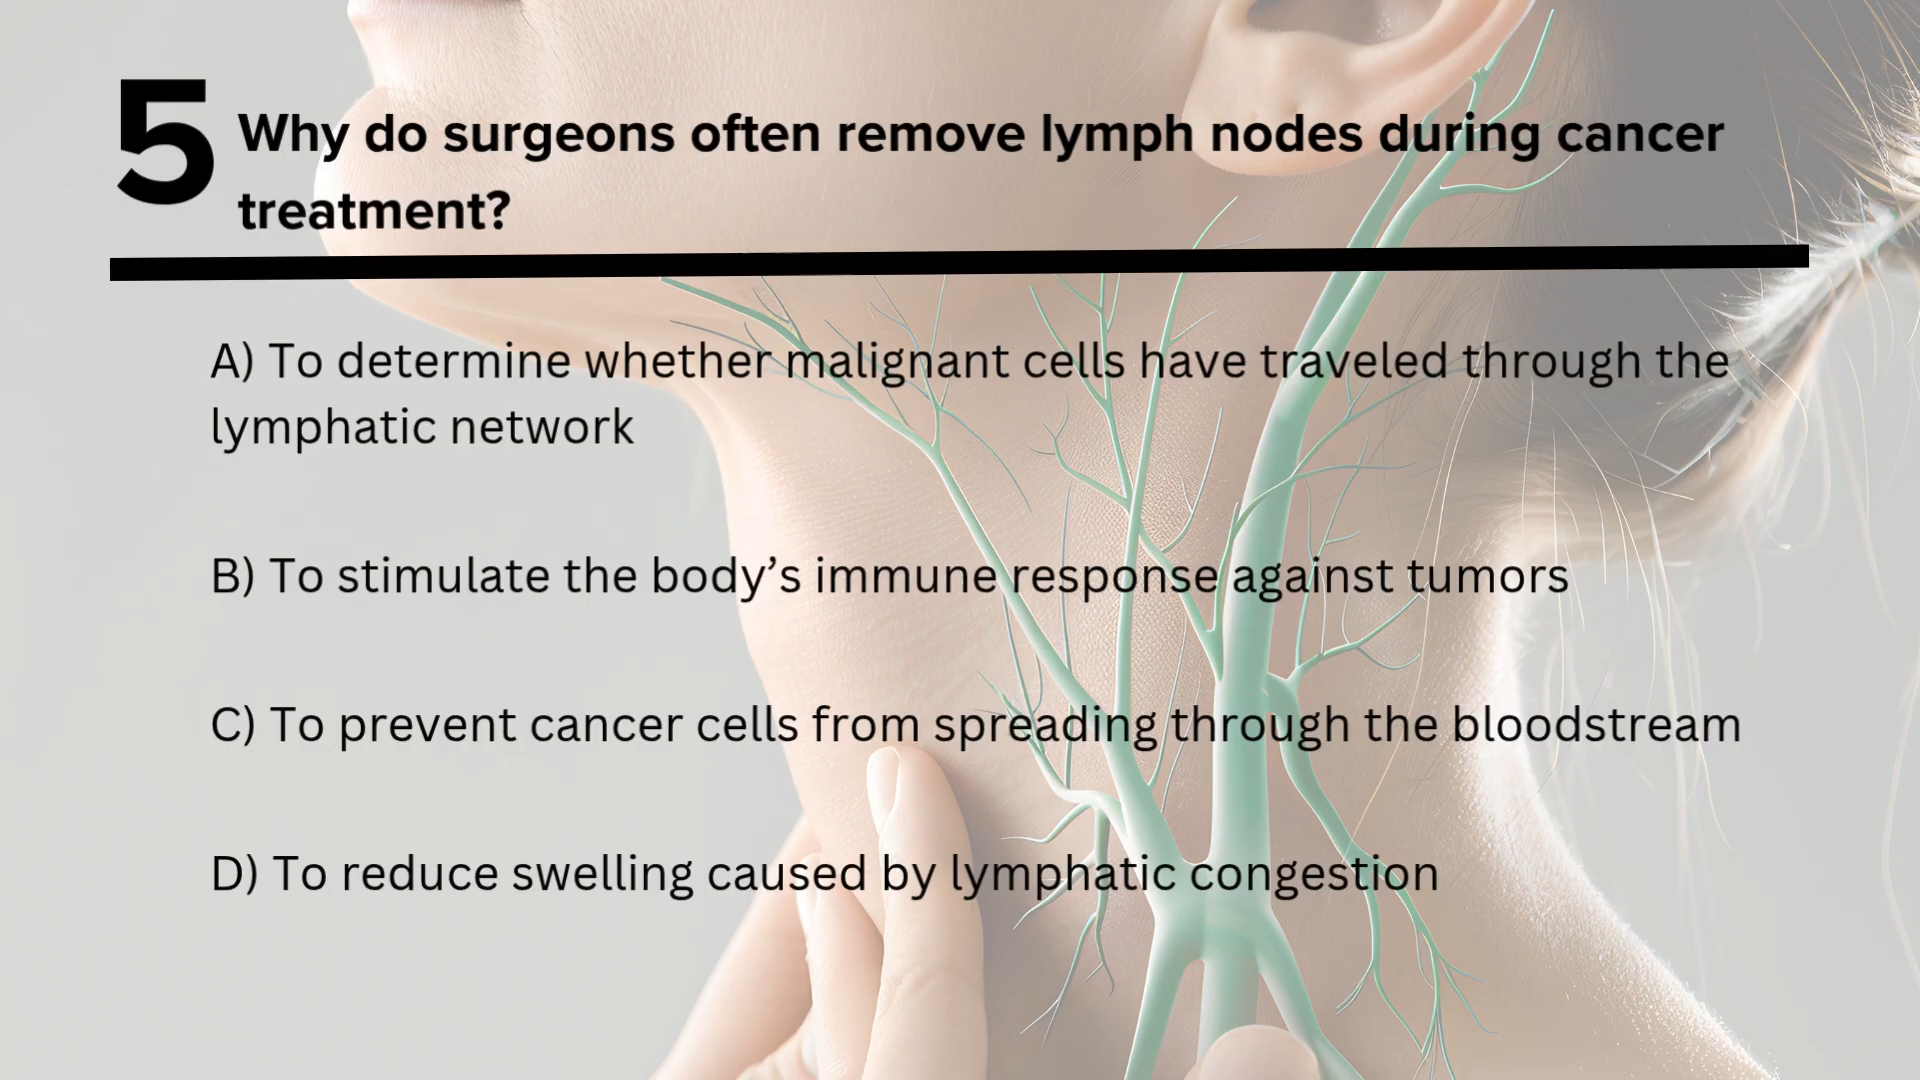 5 Why do surgeons often remove lymph nodes during cancer
treatment?
A) To determine whether malignant cells have traveled through the
lymphatic network
B) To stimulate the body’s immune response against tumors
C) To prevent cancer cells from spreading through the bloodstream
D) To reduce swelling caused by lymphatic congestion